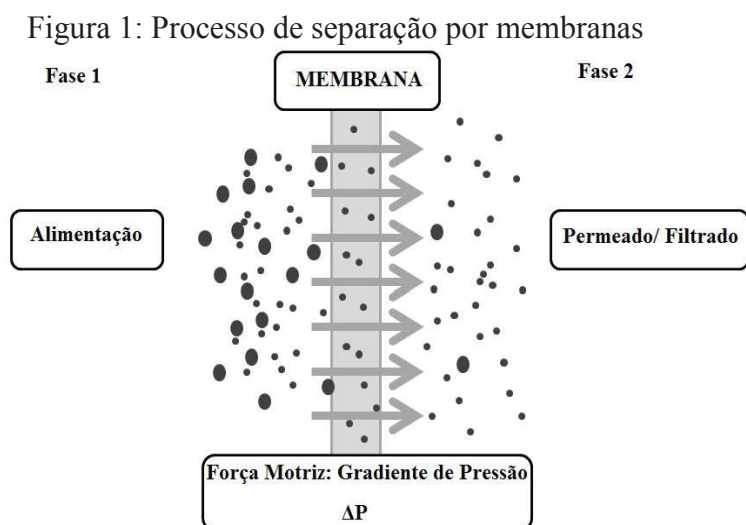 Figura 1: Processo de separação por membranas
Fase 1
MEMBRANA
Fase 2
Alimentação
Permeado/ Filtrado
Força Motriz: Gradiente de Pressão
ΔP